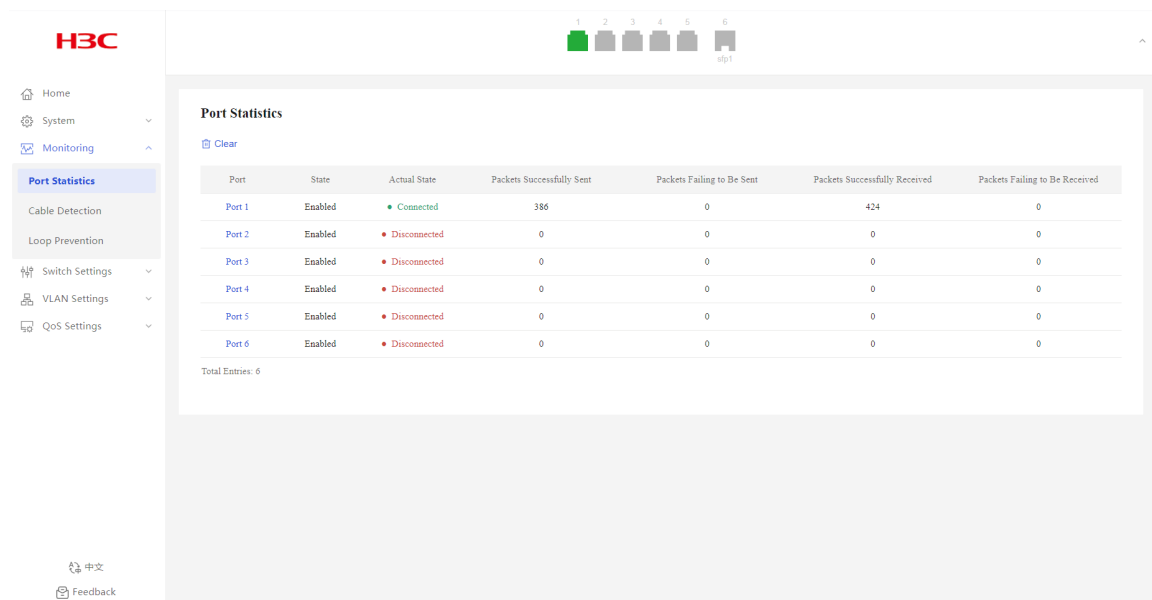 H3C
1 2 3 4 5 6
sfp1
Home
System
Monitoring
Port Statistics
Cable Detection
Loop Prevention
Switch Settings
VLAN Settings
QoS Settings
中文
Feedback
Port Statistics
Clear
Port State Actual State Packets Successfully Sent Packets Failing to Be Sent Packets Successfully Received Packets Failing to Be Received
Port 1 Enabled Connected 386 0 424 0
Port 2 Enabled Disconnected 0 0 0 0
Port 3 Enabled Disconnected 0 0 0 0
Port 4 Enabled Disconnected 0 0 0 0
Port 5 Enabled Disconnected 0 0 0 0
Port 6 Enabled Disconnected 0 0 0 0
Total Entries: 6